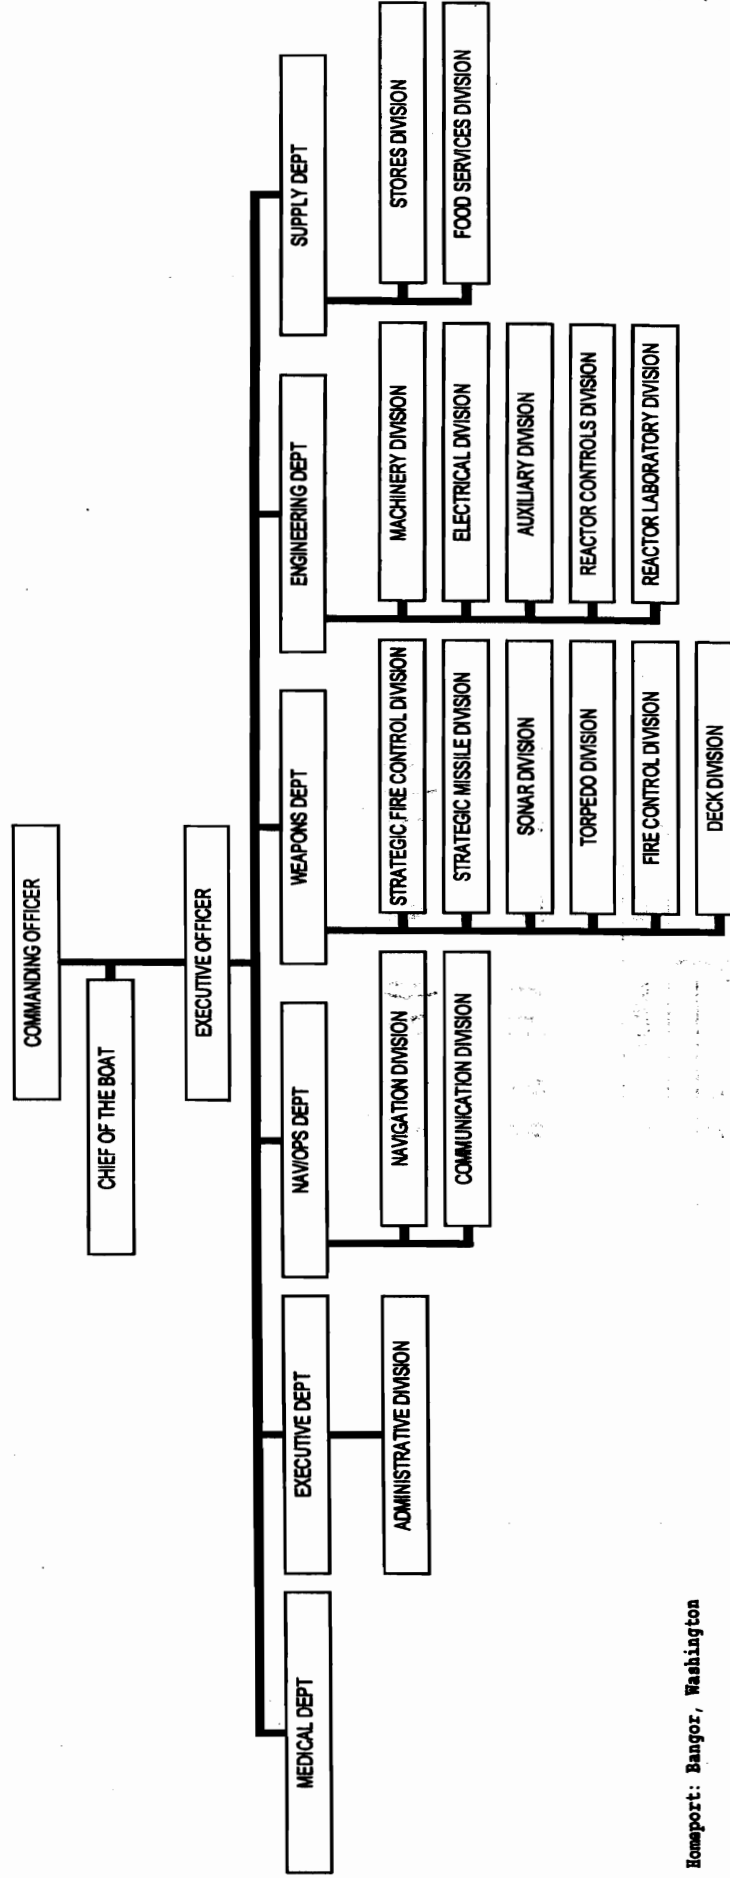 COMMANDING OFFICER
CHIEF OF THE BOAT
EXECUTIVE OFFICER
MEDICAL DEPT
EXECUTIVE DEPT
NAV/OPS DEPT
WEAPONS DEPT
ENGINEERING DEPT
SUPPLY DEPT
ADMINISTRATIVE DIVISION
NAVIGATION DIVISION
COMMUNICATION DIVISION
STRATEGIC FIRE CONTROL DIVISION
STRATEGIC MISSILE DIVISION
SONAR DIVISION
TORPEDO DIVISION
FIRE CONTROL DIVISION
DECK DIVISION
MACHINERY DIVISION
ELECTRICAL DIVISION
AUXILIARY DIVISION
REACTOR CONTROLS DIVISION
REACTOR LABORATORY DIVISION
STORES DIVISION
FOOD SERVICES DIVISION
Homeport: Bangor, Washington